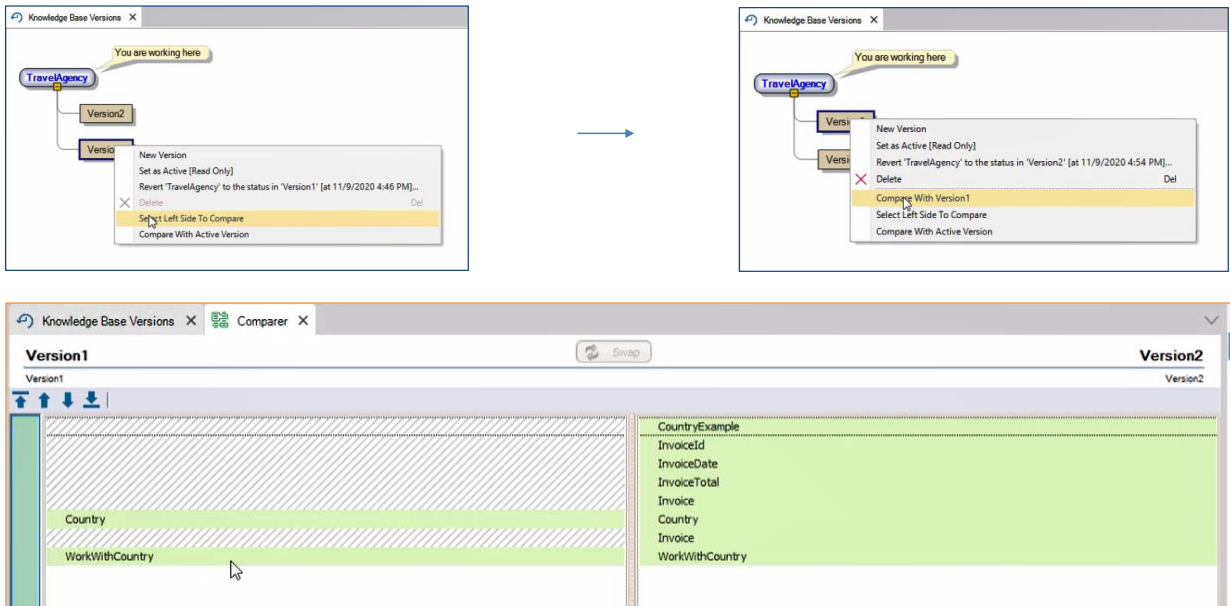 Knowledge Base Versions
You are working here
TravelAgency
Version2
New Version
Set as Active [Read Only]
Revert 'TravelAgency' to the status in 'Version1' [at 11/9/2020 4:46 PM]...
Delete Del
Select Left Side To Compare
Compare With Active Version
Knowledge Base Versions
You are working here
TravelAgency
New Version
Set as Active [Read Only]
Revert 'TravelAgency' to the status in 'Version2' [at 11/9/2020 4:54 PM]...
Delete Del
Compare With Version1
Select Left Side To Compare
Compare With Active Version
Knowledge Base Versions Comparer
Version1 Swap Version2
Version1 Version2
CountryExample
InvoiceId
InvoiceDate
InvoiceTotal
Invoice
Country Country
Invoice
WorkWithCountry WorkWithCountry